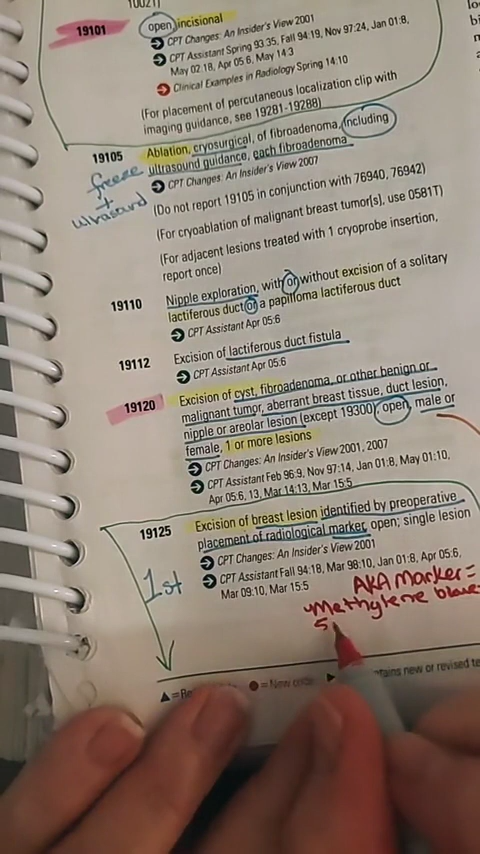 10021)
19101 open, incisional
CPT Changes: An Insider's View 2001
CPT Assistant Spring 93:35, Fall 94:19, Nov 97:24, Jan 01:8,
May 02:18, Apr 05:6, May 14:3
Clinical Examples in Radiology Spring 14:10
(For placement of percutaneous localization clip with
imaging guidance, see 19281-19288)
19105 Ablation, cryosurgical, of fibroadenoma, including
ultrasound guidance, each fibroadenoma
freeze
+
ultrasound
CPT Changes: An Insider's View 2007
(Do not report 19105 in conjunction with 76940, 76942)
(For cryoablation of malignant breast tumor[s], use 0581T)
(For adjacent lesions treated with 1 cryoprobe insertion,
report once)
19110 Nipple exploration, with or without excision of a solitary
lactiferous duct or a papilloma lactiferous duct
CPT Assistant Apr 05:6
19112 Excision of lactiferous duct fistula
CPT Assistant Apr 05:6
19120 Excision of cyst, fibroadenoma, or other benign or
malignant tumor, aberrant breast tissue, duct lesion,
nipple or areolar lesion (except 19300), open, male or
female, 1 or more lesions
CPT Changes: An Insider's View 2001, 2007
CPT Assistant Feb 96:9, Nov 97:14, Jan 01:8, May 01:10,
Apr 05:6, 13, Mar 14:13, Mar 15:5
19125 Excision of breast lesion identified by preoperative
placement of radiological marker, open; single lesion
CPT Changes: An Insider's View 2001
CPT Assistant Fall 94:18, Mar 98:10, Jan 01:8, Apr 05:6,
Mar 09:10, Mar 15:5
1st
AKA Marker =
Methylene blue
▲=Re
●=New code
ntains new or revised te